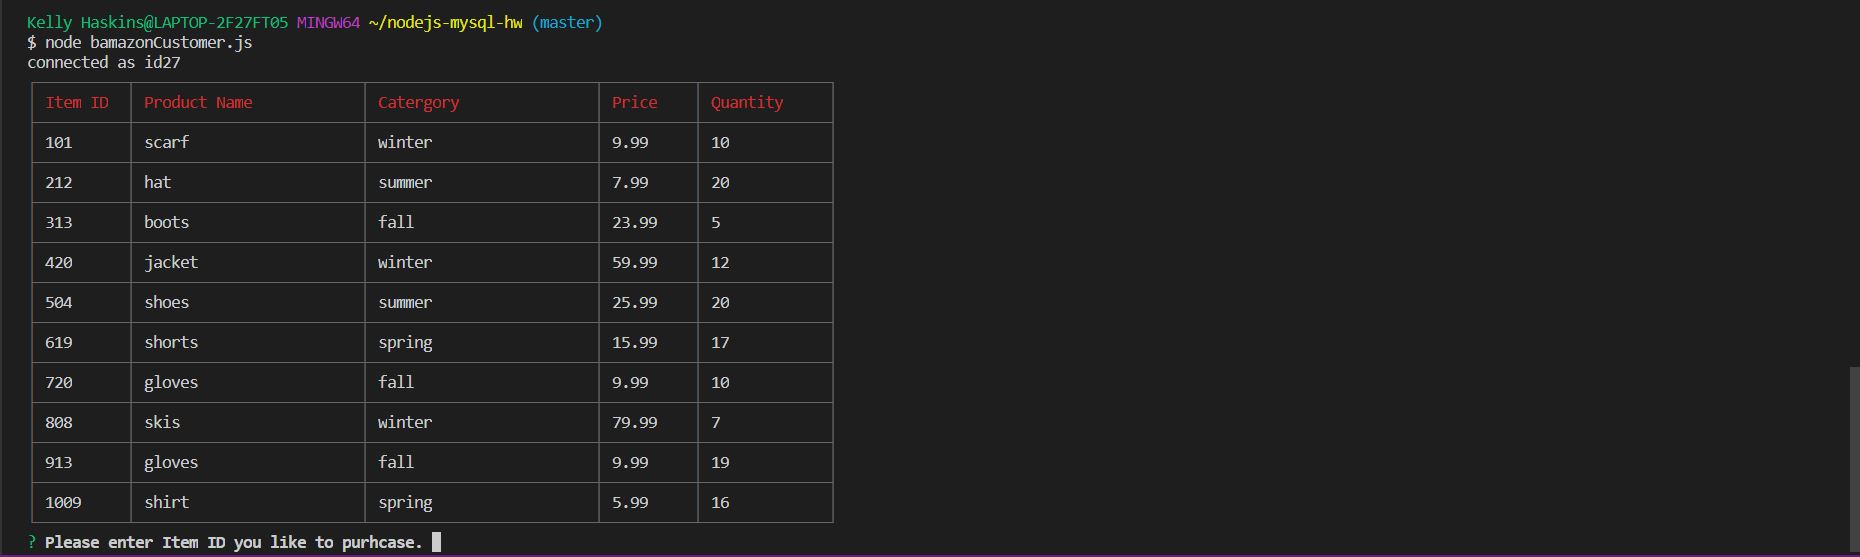 Kelly Haskins@LAPTOP-2F27FT05 MINGW64 ~/nodejs-mysql-hw (master)
$ node bamazonCustomer.js
connected as id27
Item ID Product Name Catergory Price Quantity
101 scarf winter 9.99 10
212 hat summer 7.99 20
313 boots fall 23.99 5
420 jacket winter 59.99 12
504 shoes summer 25.99 20
619 shorts spring 15.99 17
720 gloves fall 9.99 10
808 skis winter 79.99 7
913 gloves fall 9.99 19
1009 shirt spring 5.99 16
? Please enter Item ID you like to purhcase.